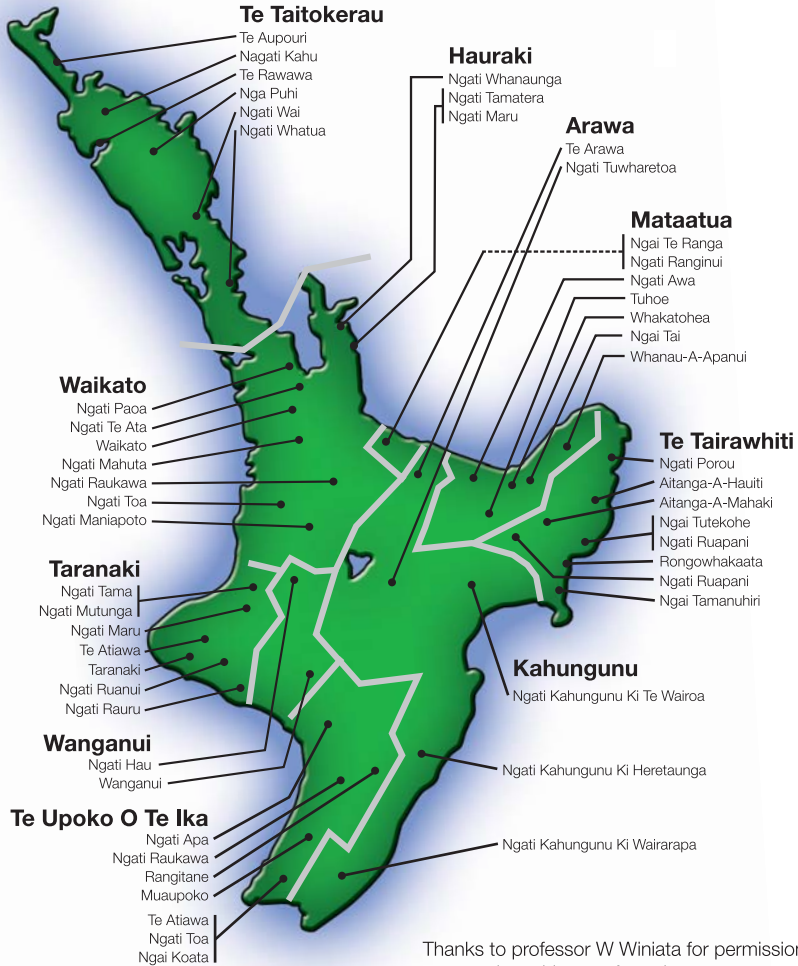 Te Taitokerau
Te Aupouri
Nagati Kahu
Te Rawawa
Nga Puhi
Ngati Wai
Ngati Whatua
Hauraki
Ngati Whanaunga
Ngati Tamatera
Ngati Maru
Arawa
Te Arawa
Ngati Tuwharetoa
Mataatua
Ngai Te Ranga
Ngati Ranginui
Ngati Awa
Tuhoe
Whakatohea
Ngai Tai
Whanau-A-Apanui
Waikato
Ngati Paoa
Ngati Te Ata
Waikato
Ngati Mahuta
Ngati Raukawa
Ngati Toa
Ngati Maniapoto
Te Tairawhiti
Ngati Porou
Aitanga-A-Hauiti
Aitanga-A-Mahaki
Ngai Tutekohe
Ngati Ruapani
Rongowhakaata
Ngati Ruapani
Ngai Tamanuhiri
Taranaki
Ngati Tama
Ngati Mutunga
Ngati Maru
Te Atiawa
Taranaki
Ngati Ruanui
Ngati Rauru
Kahungunu
Ngati Kahungunu Ki Te Wairoa
Ngati Kahungunu Ki Heretaunga
Ngati Kahungunu Ki Wairarapa
Wanganui
Ngati Hau
Wanganui
Te Upoko O Te Ika
Ngati Apa
Ngati Raukawa
Rangitane
Muaupoko
Te Atiawa
Ngati Toa
Ngai Koata
Thanks to professor W Winiata for permission